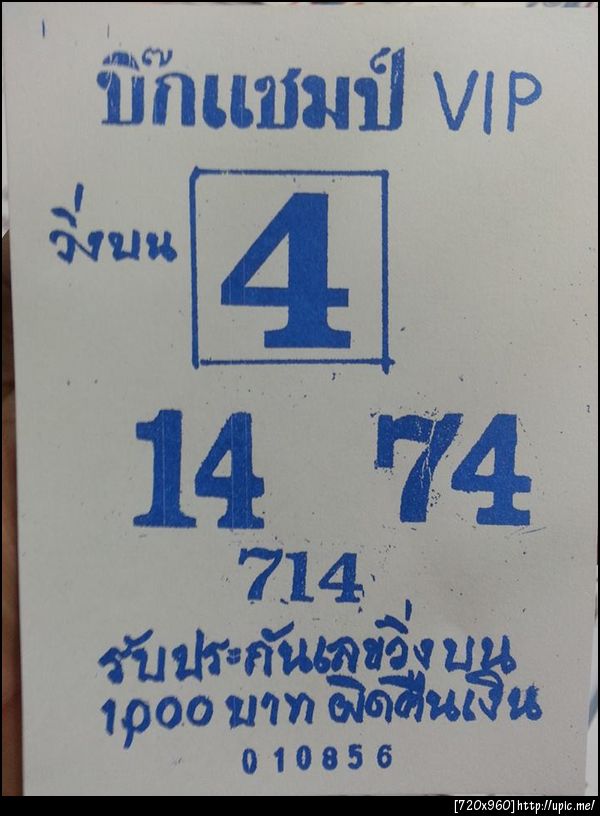 บิ๊กแชมป์ VIP
วิ่งบน 4
14 74
714
รับประกันเลขวิ่งบน
1,000 บาท ผิดคืนเงิน
010856
[720x960]http://upic.me/